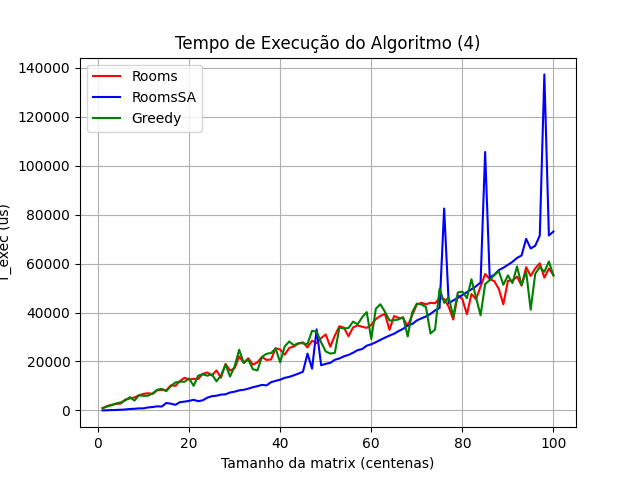 Tempo de Execução do Algoritmo (4)
140000
120000
100000
80000
60000
40000
20000
0
Rooms
RoomsSA
Greedy
T_exec (us)
0 20 40 60 80 100
Tamanho da matrix (centenas)